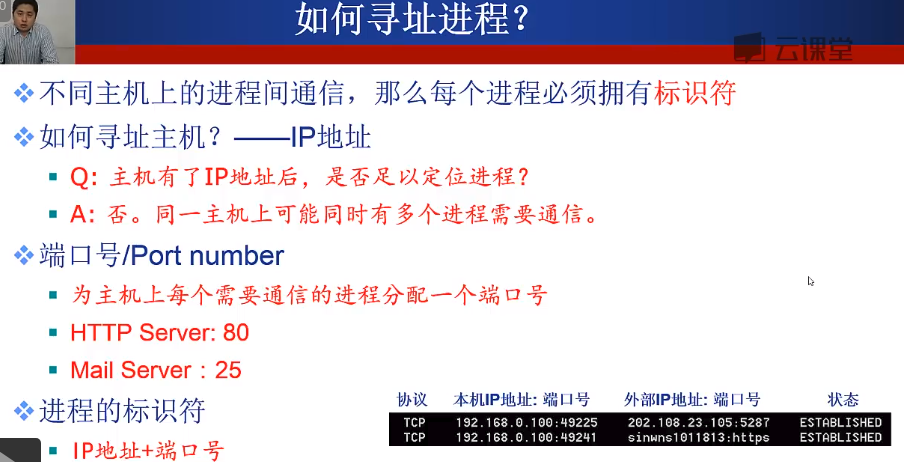 如何寻址进程?
云课堂
不同主机上的进程间通信，那么每个进程必须拥有标识符
如何寻址主机？——IP地址
Q: 主机有了IP地址后，是否足以定位进程?
A: 否。同一主机上可能同时有多个进程需要通信。
端口号/Port number
为主机上每个需要通信的进程分配一个端口号
HTTP Server: 80
Mail Server：25
进程的标识符
IP地址+端口号
协议 本机IP地址: 端口号 外部IP地址: 端口号 状态
TCP 192.168.0.100:49225 202.108.23.105:5287 ESTABLISHED
TCP 192.168.0.100:49241 sinwns1011813:https ESTABLISHED